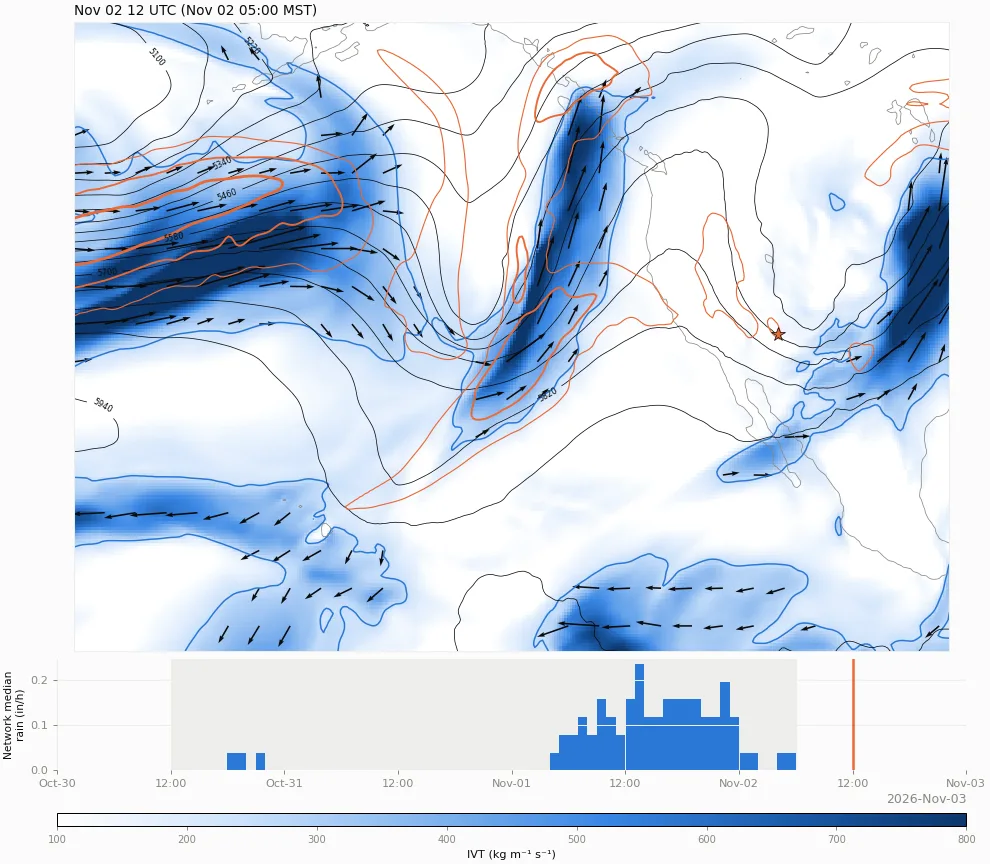 Nov 02 12 UTC (Nov 02 05:00 MST)
5100
5220
5340
5460
5580
5700
5820
5940
Network median
rain (in/h)
0.2
0.1
0.0
Oct-30
12:00
Oct-31
12:00
Nov-01
12:00
Nov-02
12:00
Nov-03
2026-Nov-03
100
200
300
400
500
600
700
800
IVT (kg m⁻¹ s⁻¹)